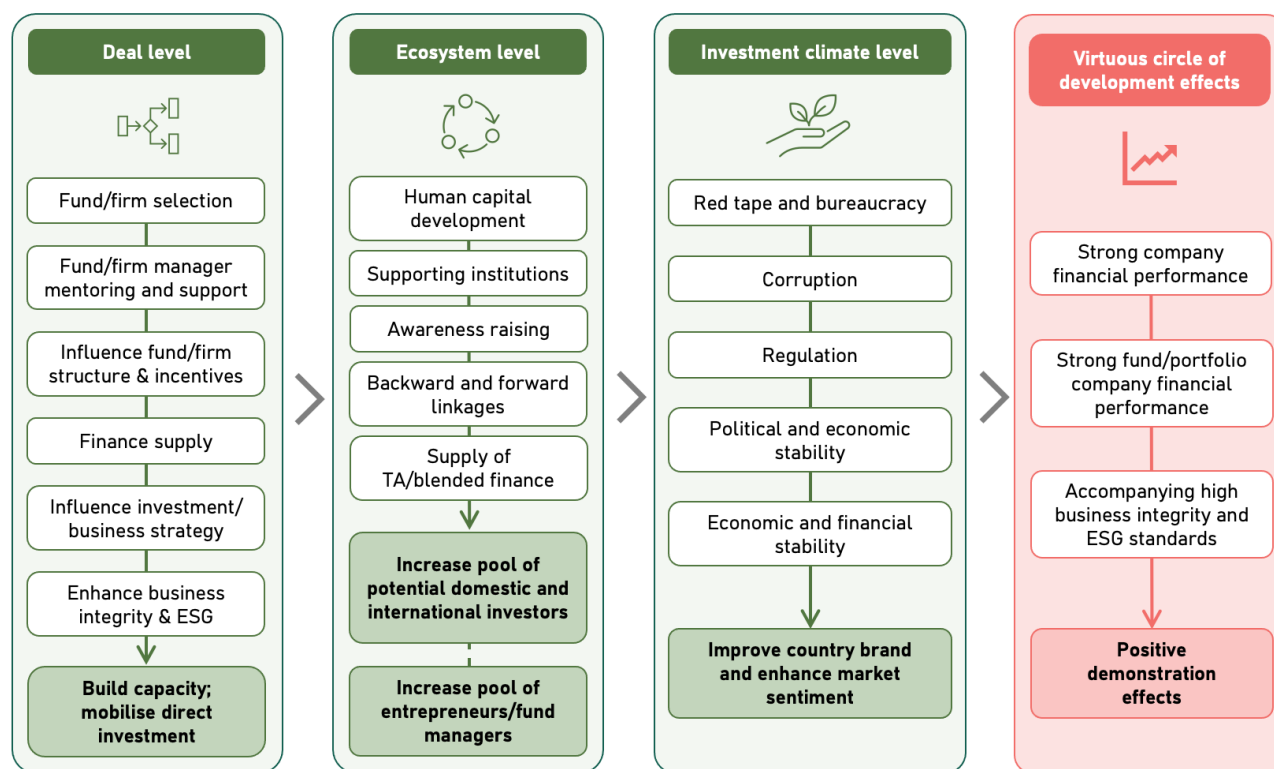 Deal level
Fund/firm selection
Fund/firm manager
mentoring and support
Influence fund/firm
structure & incentives
Finance supply
Influence investment/
business strategy
Enhance business
integrity & ESG
Build capacity;
mobilise direct
investment
Ecosystem level
Human capital
development
Supporting institutions
Awareness raising
Backward and forward
linkages
Supply of
TA/blended finance
Increase pool of
potential domestic and
international investors
Increase pool of
entrepreneurs/fund
managers
Investment climate level
Red tape and bureaucracy
Corruption
Regulation
Political and economic
stability
Economic and financial
stability
Improve country brand
and enhance market
sentiment
Virtuous circle of
development effects
Strong company
financial performance
Strong fund/portfolio
company financial
performance
Accompanying high
business integrity and
ESG standards
Positive
demonstration
effects